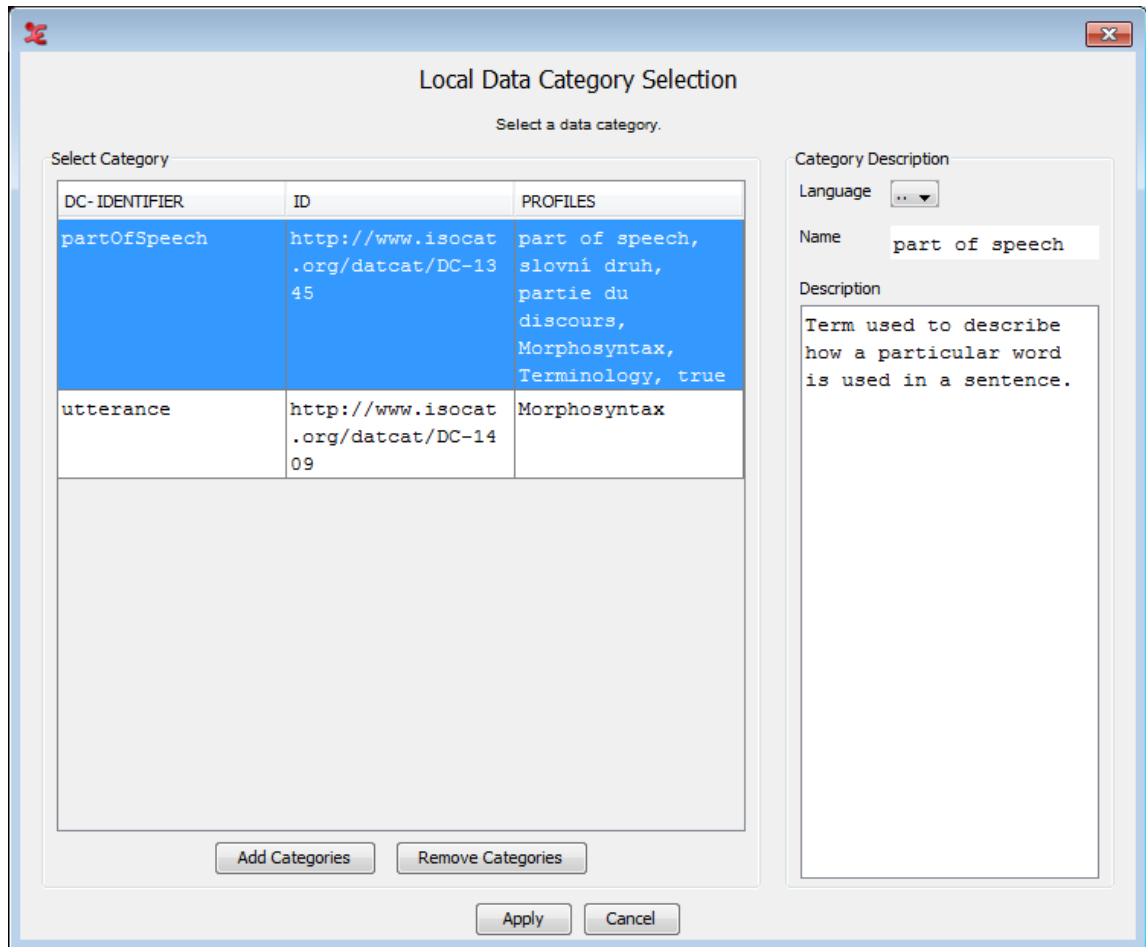 Local Data Category Selection
Select a data category.
Select Category
DC-IDENTIFIER ID PROFILES
partOfSpeech
http://www.isocat
.org/datcat/DC-13
45
part of speech,
slovní druh,
partie du
discours,
Morphosyntax,
Terminology, true
utterance
http://www.isocat
.org/datcat/DC-14
09
Morphosyntax
Add Categories Remove Categories
Category Description
Language ..
Name part of speech
Description
Term used to describe
how a particular word
is used in a sentence.
Apply Cancel